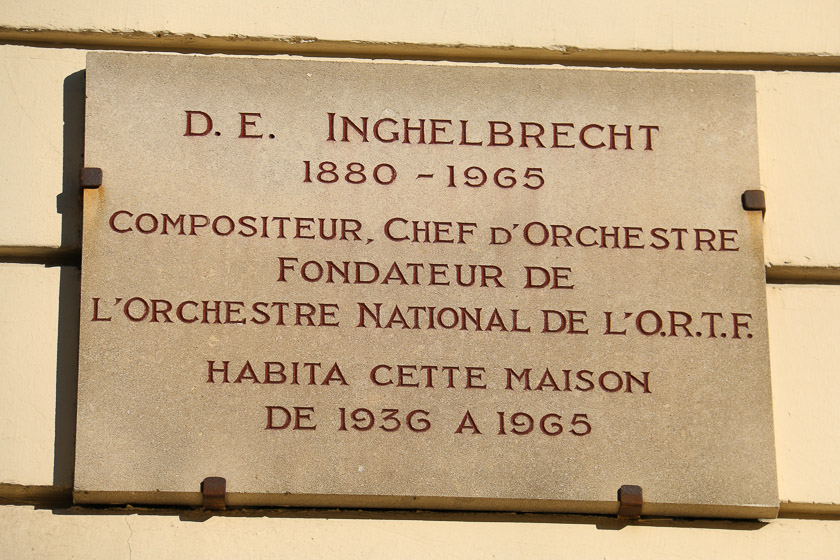 D. E. INGHELBRECHT
1880 - 1965
COMPOSITEUR, CHEF D'ORCHESTRE
FONDATEUR DE
L'ORCHESTRE NATIONAL DE L'O.R.T.F.
HABITA CETTE MAISON
DE 1936 A 1965